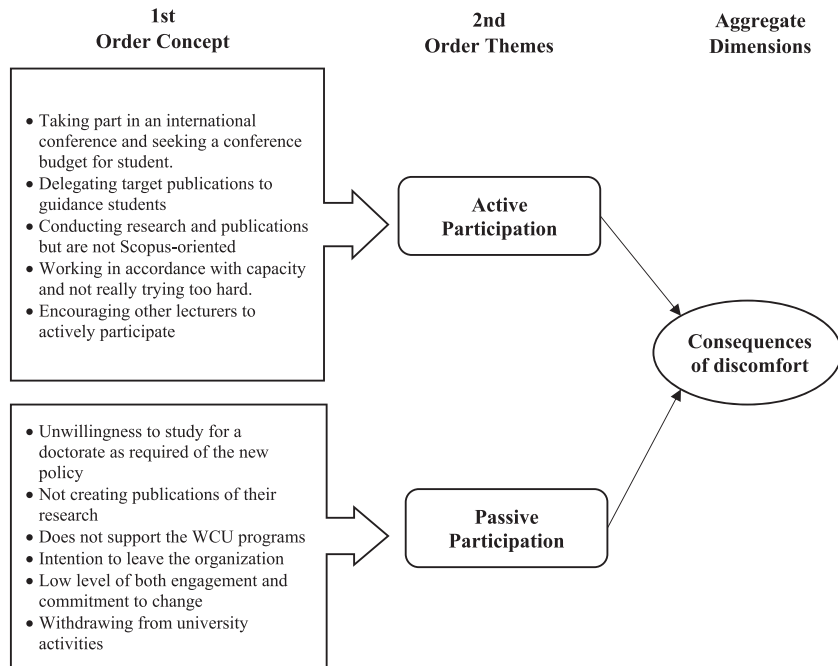 1st
Order Concept
2nd
Order Themes
Aggregate
Dimensions
• Taking part in an international
conference and seeking a conference
budget for student.
• Delegating target publications to
guidance students
• Conducting research and publications
but are not Scopus-oriented
• Working in accordance with capacity
and not really trying too hard.
• Encouraging other lecturers to
actively participate
Active
Participation
Consequences
of discomfort
• Unwillingness to study for a
doctorate as required of the new
policy
• Not creating publications of their
research
• Does not support the WCU programs
• Intention to leave the organization
• Low level of both engagement and
commitment to change
• Withdrawing from university
activities
Passive
Participation